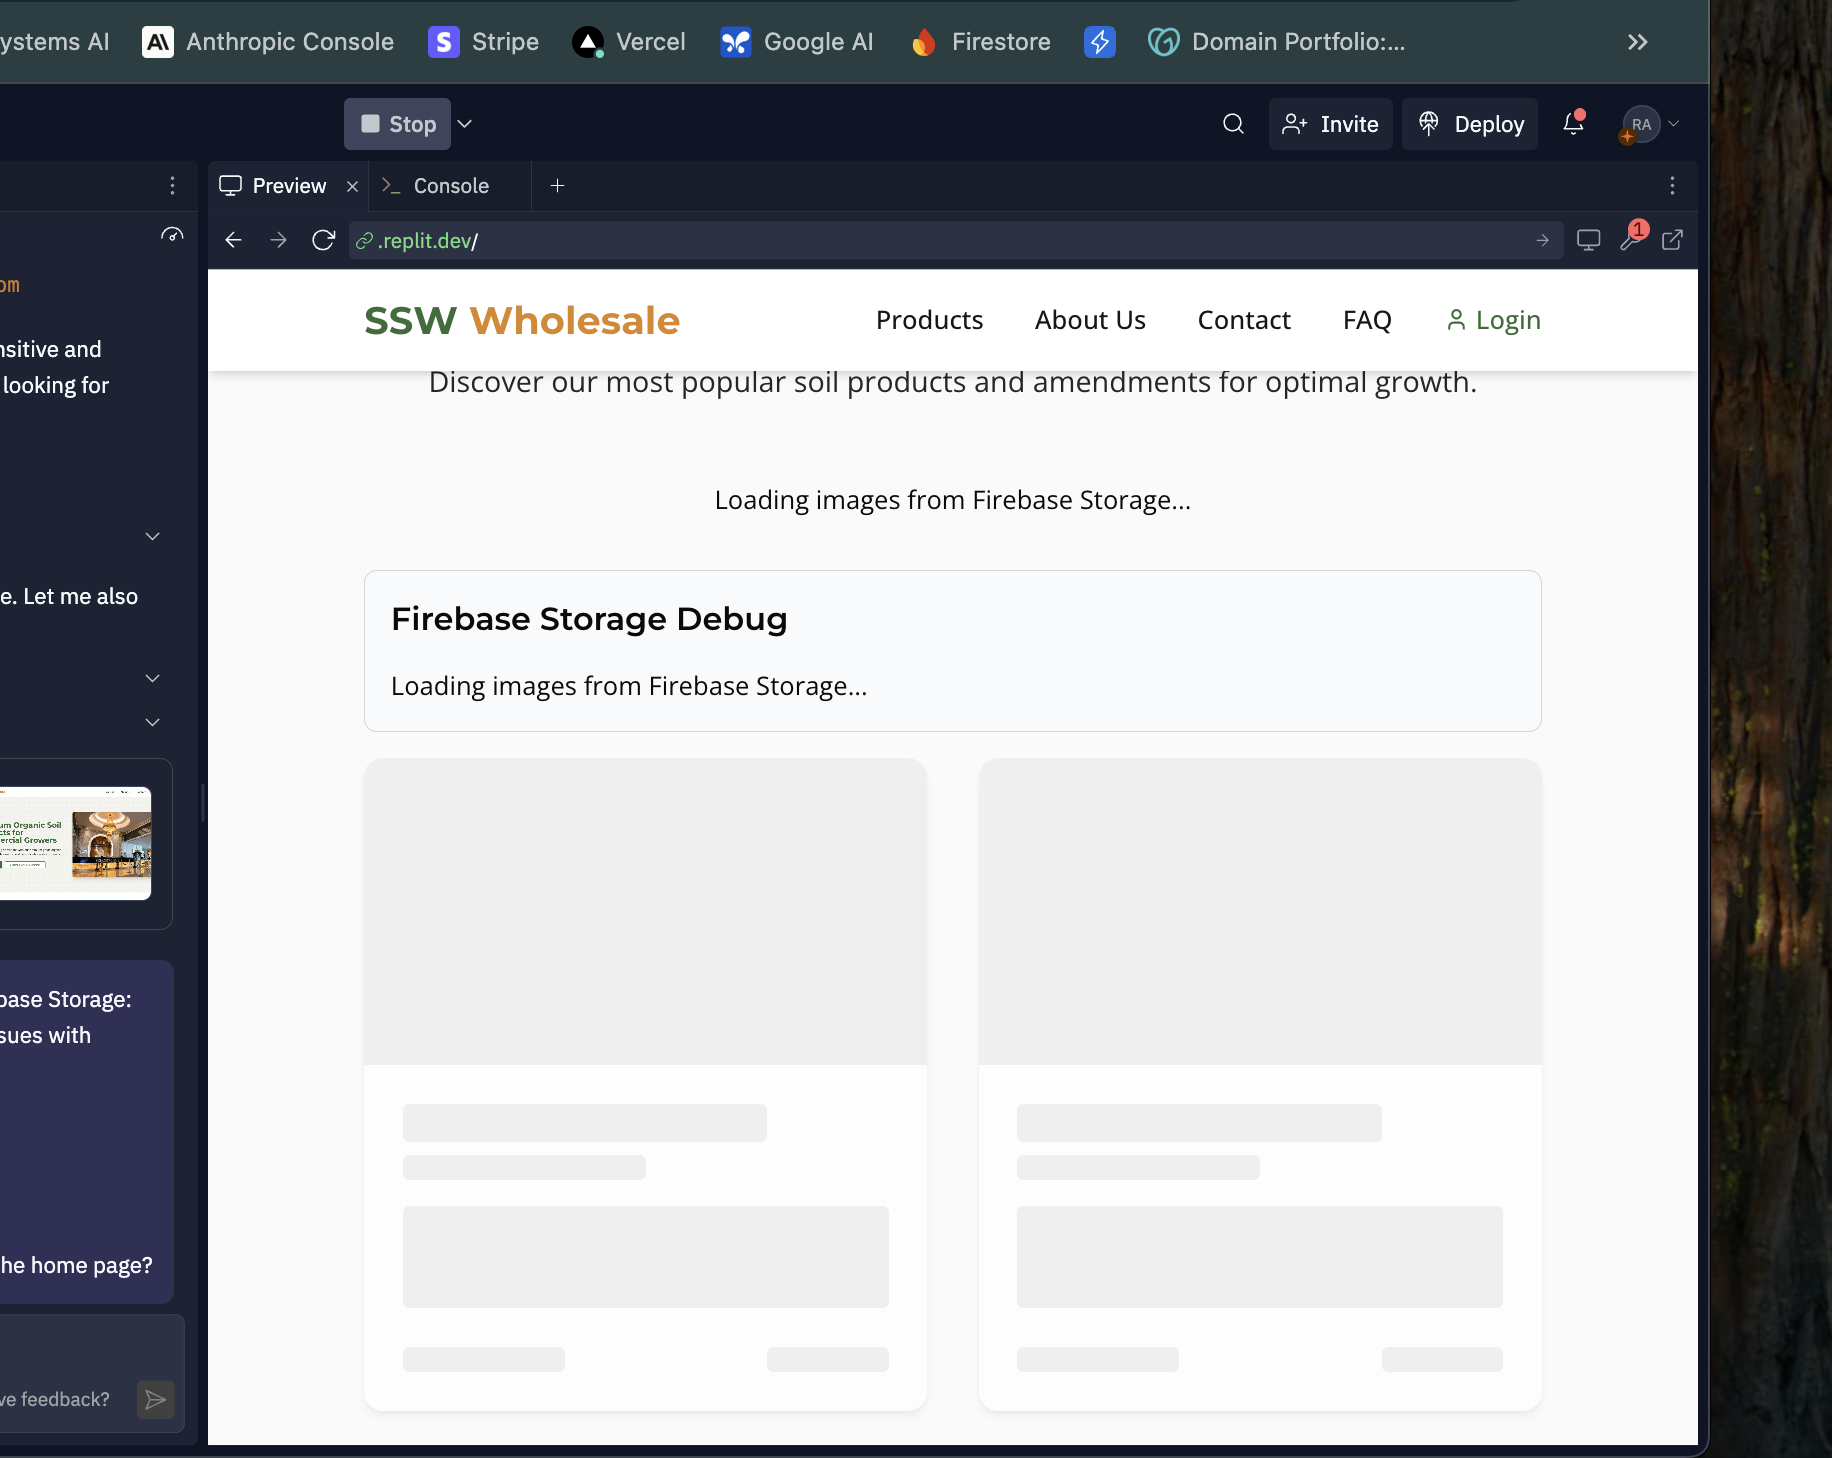 ystems AI
Anthropic Console
Stripe
Vercel
Google AI
Firestore
Domain Portfolio:...
Stop
Invite
Deploy
RA
Preview
Console
.replit.dev/
1
om
nsitive and
looking for
e. Let me also
um Organic Soil
cts for
ercial Growers
base Storage:
sues with
he home page?
ve feedback?
SSW Wholesale
Products
About Us
Contact
FAQ
Login
Discover our most popular soil products and amendments for optimal growth.
Loading images from Firebase Storage...
Firebase Storage Debug
Loading images from Firebase Storage...